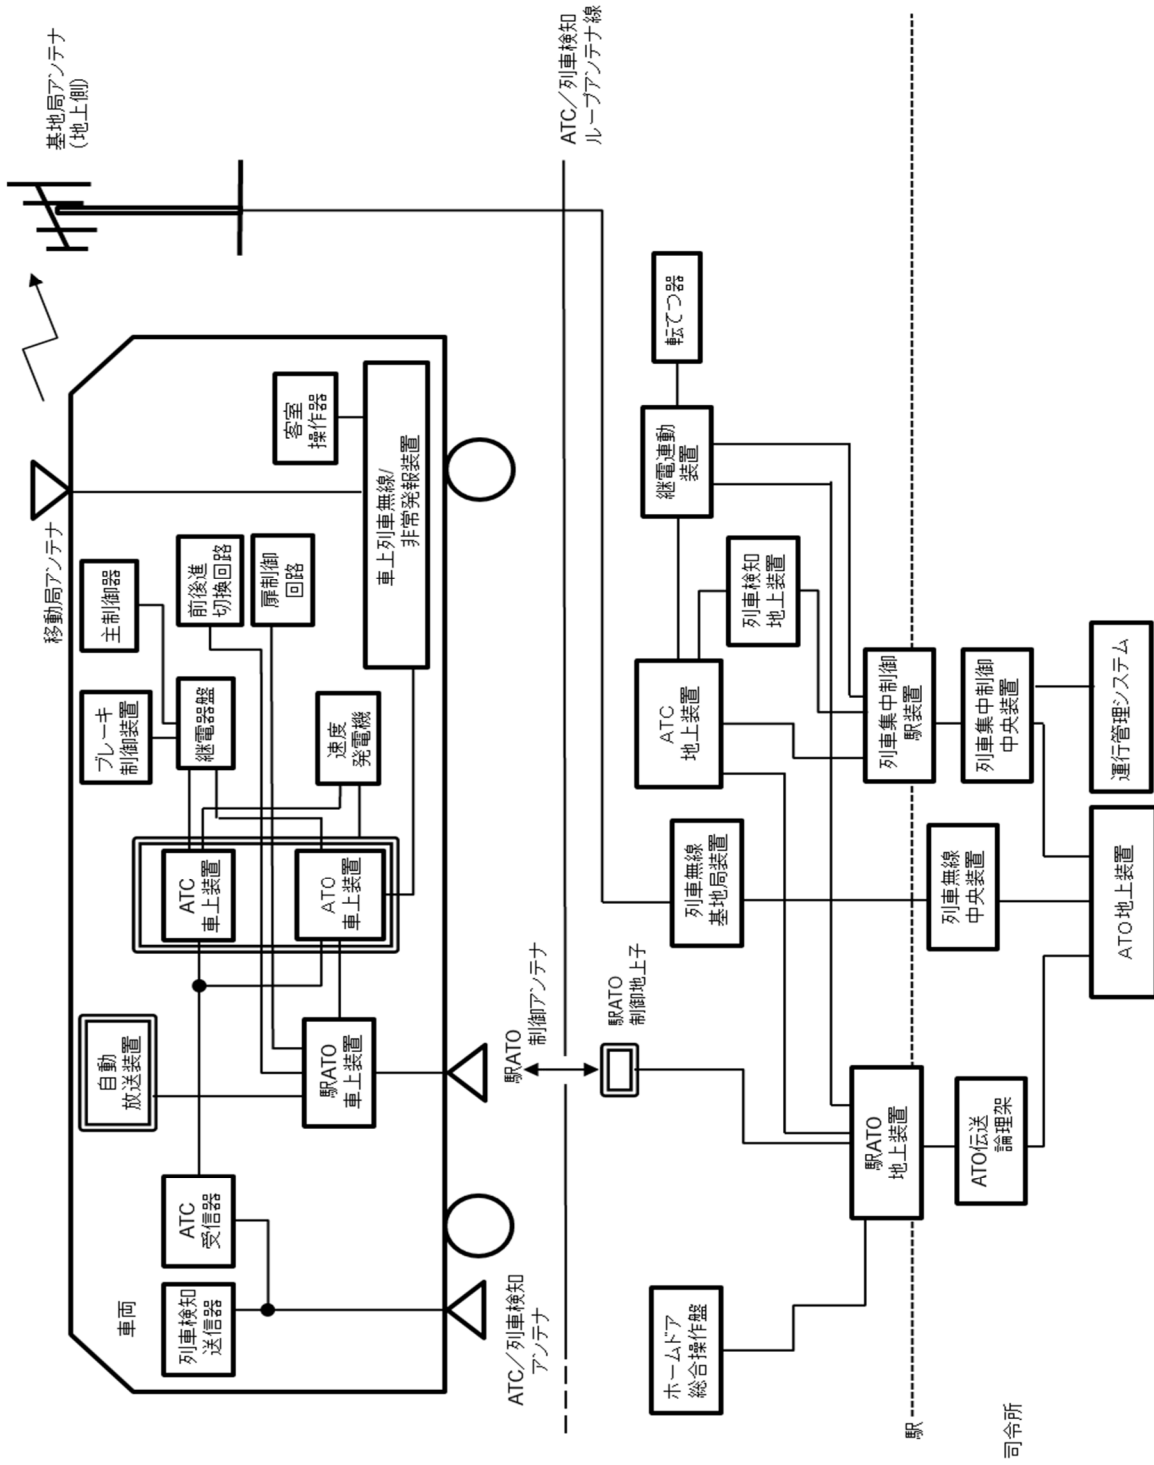 車両
列車検知
送信器
ATC
受信器
自動
放送装置
駅ATO
車上装置
ATC
車上装置
ATO
車上装置
ブレーキ
制御装置
継電器盤
主制御器
前後進
切換回路
扉制御
回路
速度
発電機
客室
操作器
車上列車無線/
非常発報装置
移動局アンテナ
基地局アンテナ
(地上側)
ATC/列車検知
アンテナ
駅ATO
制御アンテナ
ATC/列車検知
ループアンテナ線
駅ATO
制御地上子
ホームドア
総合操作盤
列車無線
基地局装置
ATC
地上装置
列車検知
地上装置
継電連動
装置
転てつ器
駅ATO
地上装置
列車集中制御
駅装置
駅
司令所
ATO伝送
論理架
列車無線
中央装置
列車集中制御
中央装置
ATO地上装置
運行管理システム